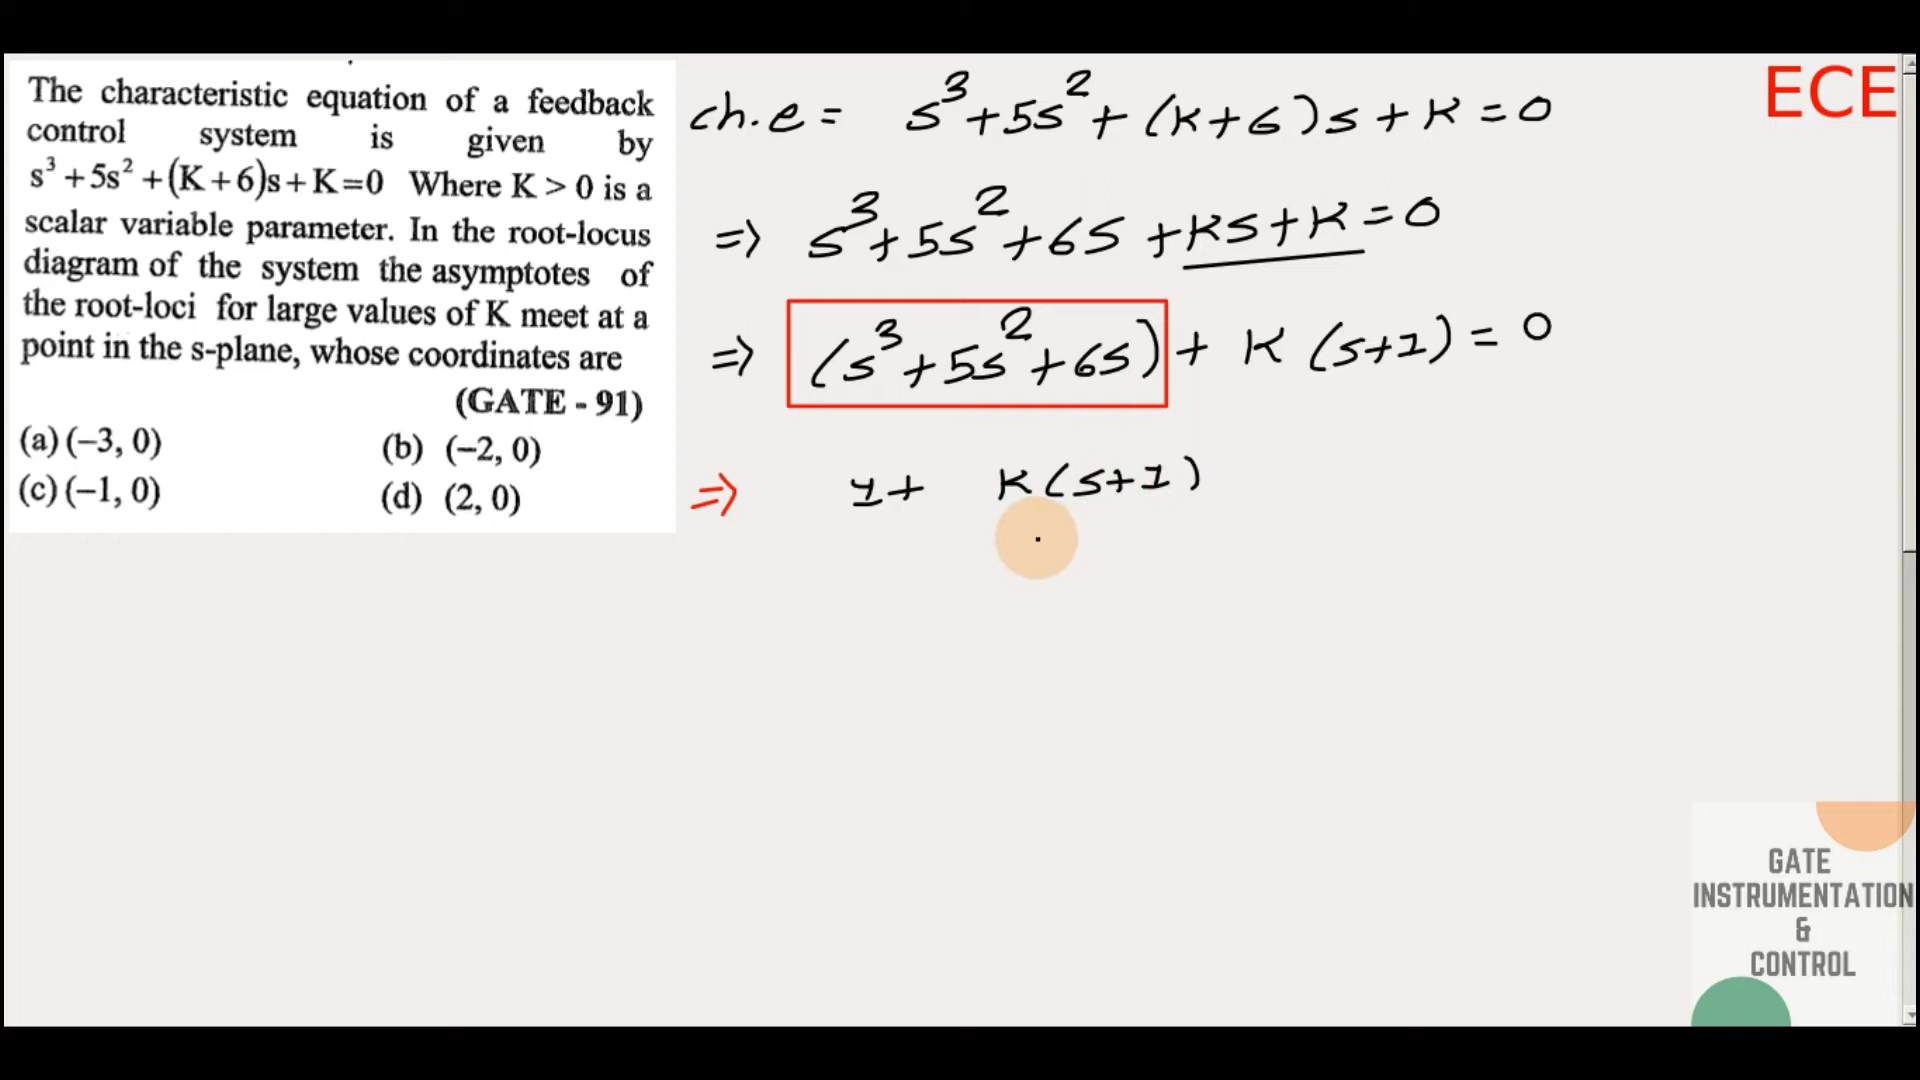 The characteristic equation of a feedback
control system is given by
s³ +5s² +(K+6)s+K=0 Where K > 0 is a
scalar variable parameter. In the root-locus
diagram of the system the asymptotes of
the root-loci for large values of K meet at a
point in the s-plane, whose coordinates are
(GATE - 91)
(a) (−3, 0) (b) (−2, 0)
(c) (−1, 0) (d) (2, 0)
ch.e = s³+5s²+(K+6)s+K=0
=> s³+5s²+6s+Ks+K=0
=> (s³+5s²+6s)+K(s+1)=0
=> 1+ K(s+1)
ECE
GATE
INSTRUMENTATION
&
CONTROL